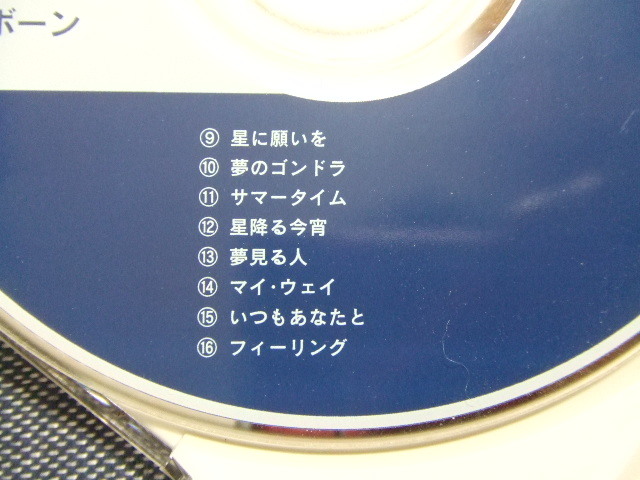 ボーン
⑨ 星に願いを
⑩ 夢のゴンドラ
⑪ サマータイム
⑫ 星降る今宵
⑬ 夢見る人
⑭ マイ・ウェイ
⑮ いつもあなたと
⑯ フィーリング